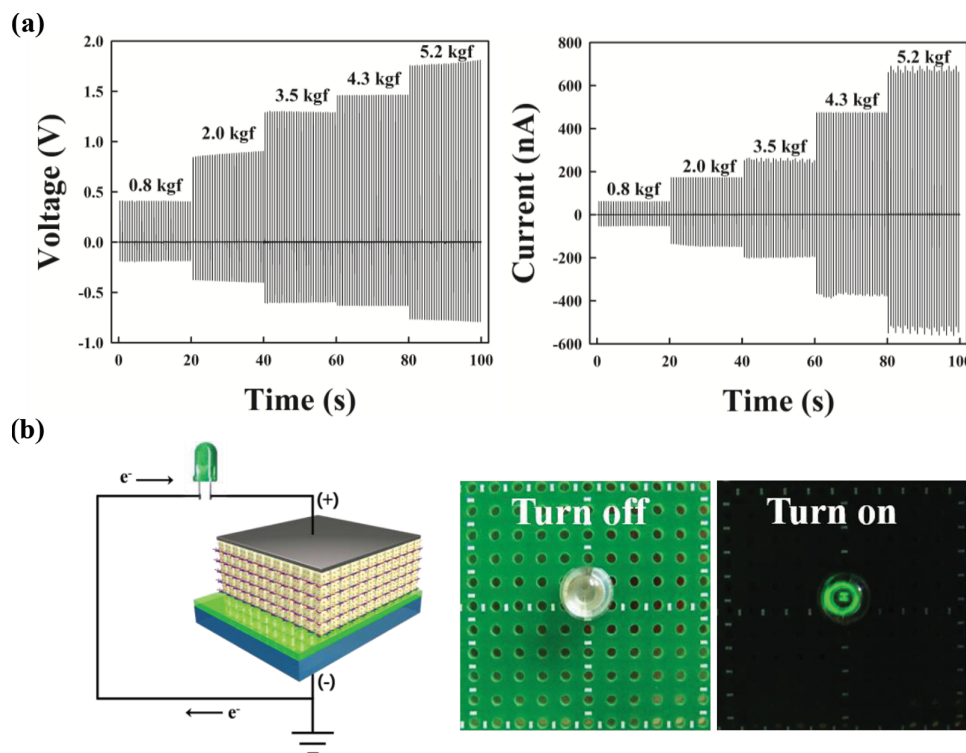 (a)
2.0
1.5
1.0
0.5
0.0
-0.5
-1.0
Voltage (V)
0.8 kgf
2.0 kgf
3.5 kgf
4.3 kgf
5.2 kgf
0 20 40 60 80 100
Time (s)
800
600
400
200
0
-200
-400
-600
Current (nA)
0.8 kgf
2.0 kgf
3.5 kgf
4.3 kgf
5.2 kgf
0 20 40 60 80 100
Time (s)
(b)
e-
(+)
(-)
e-
Turn off
Turn on